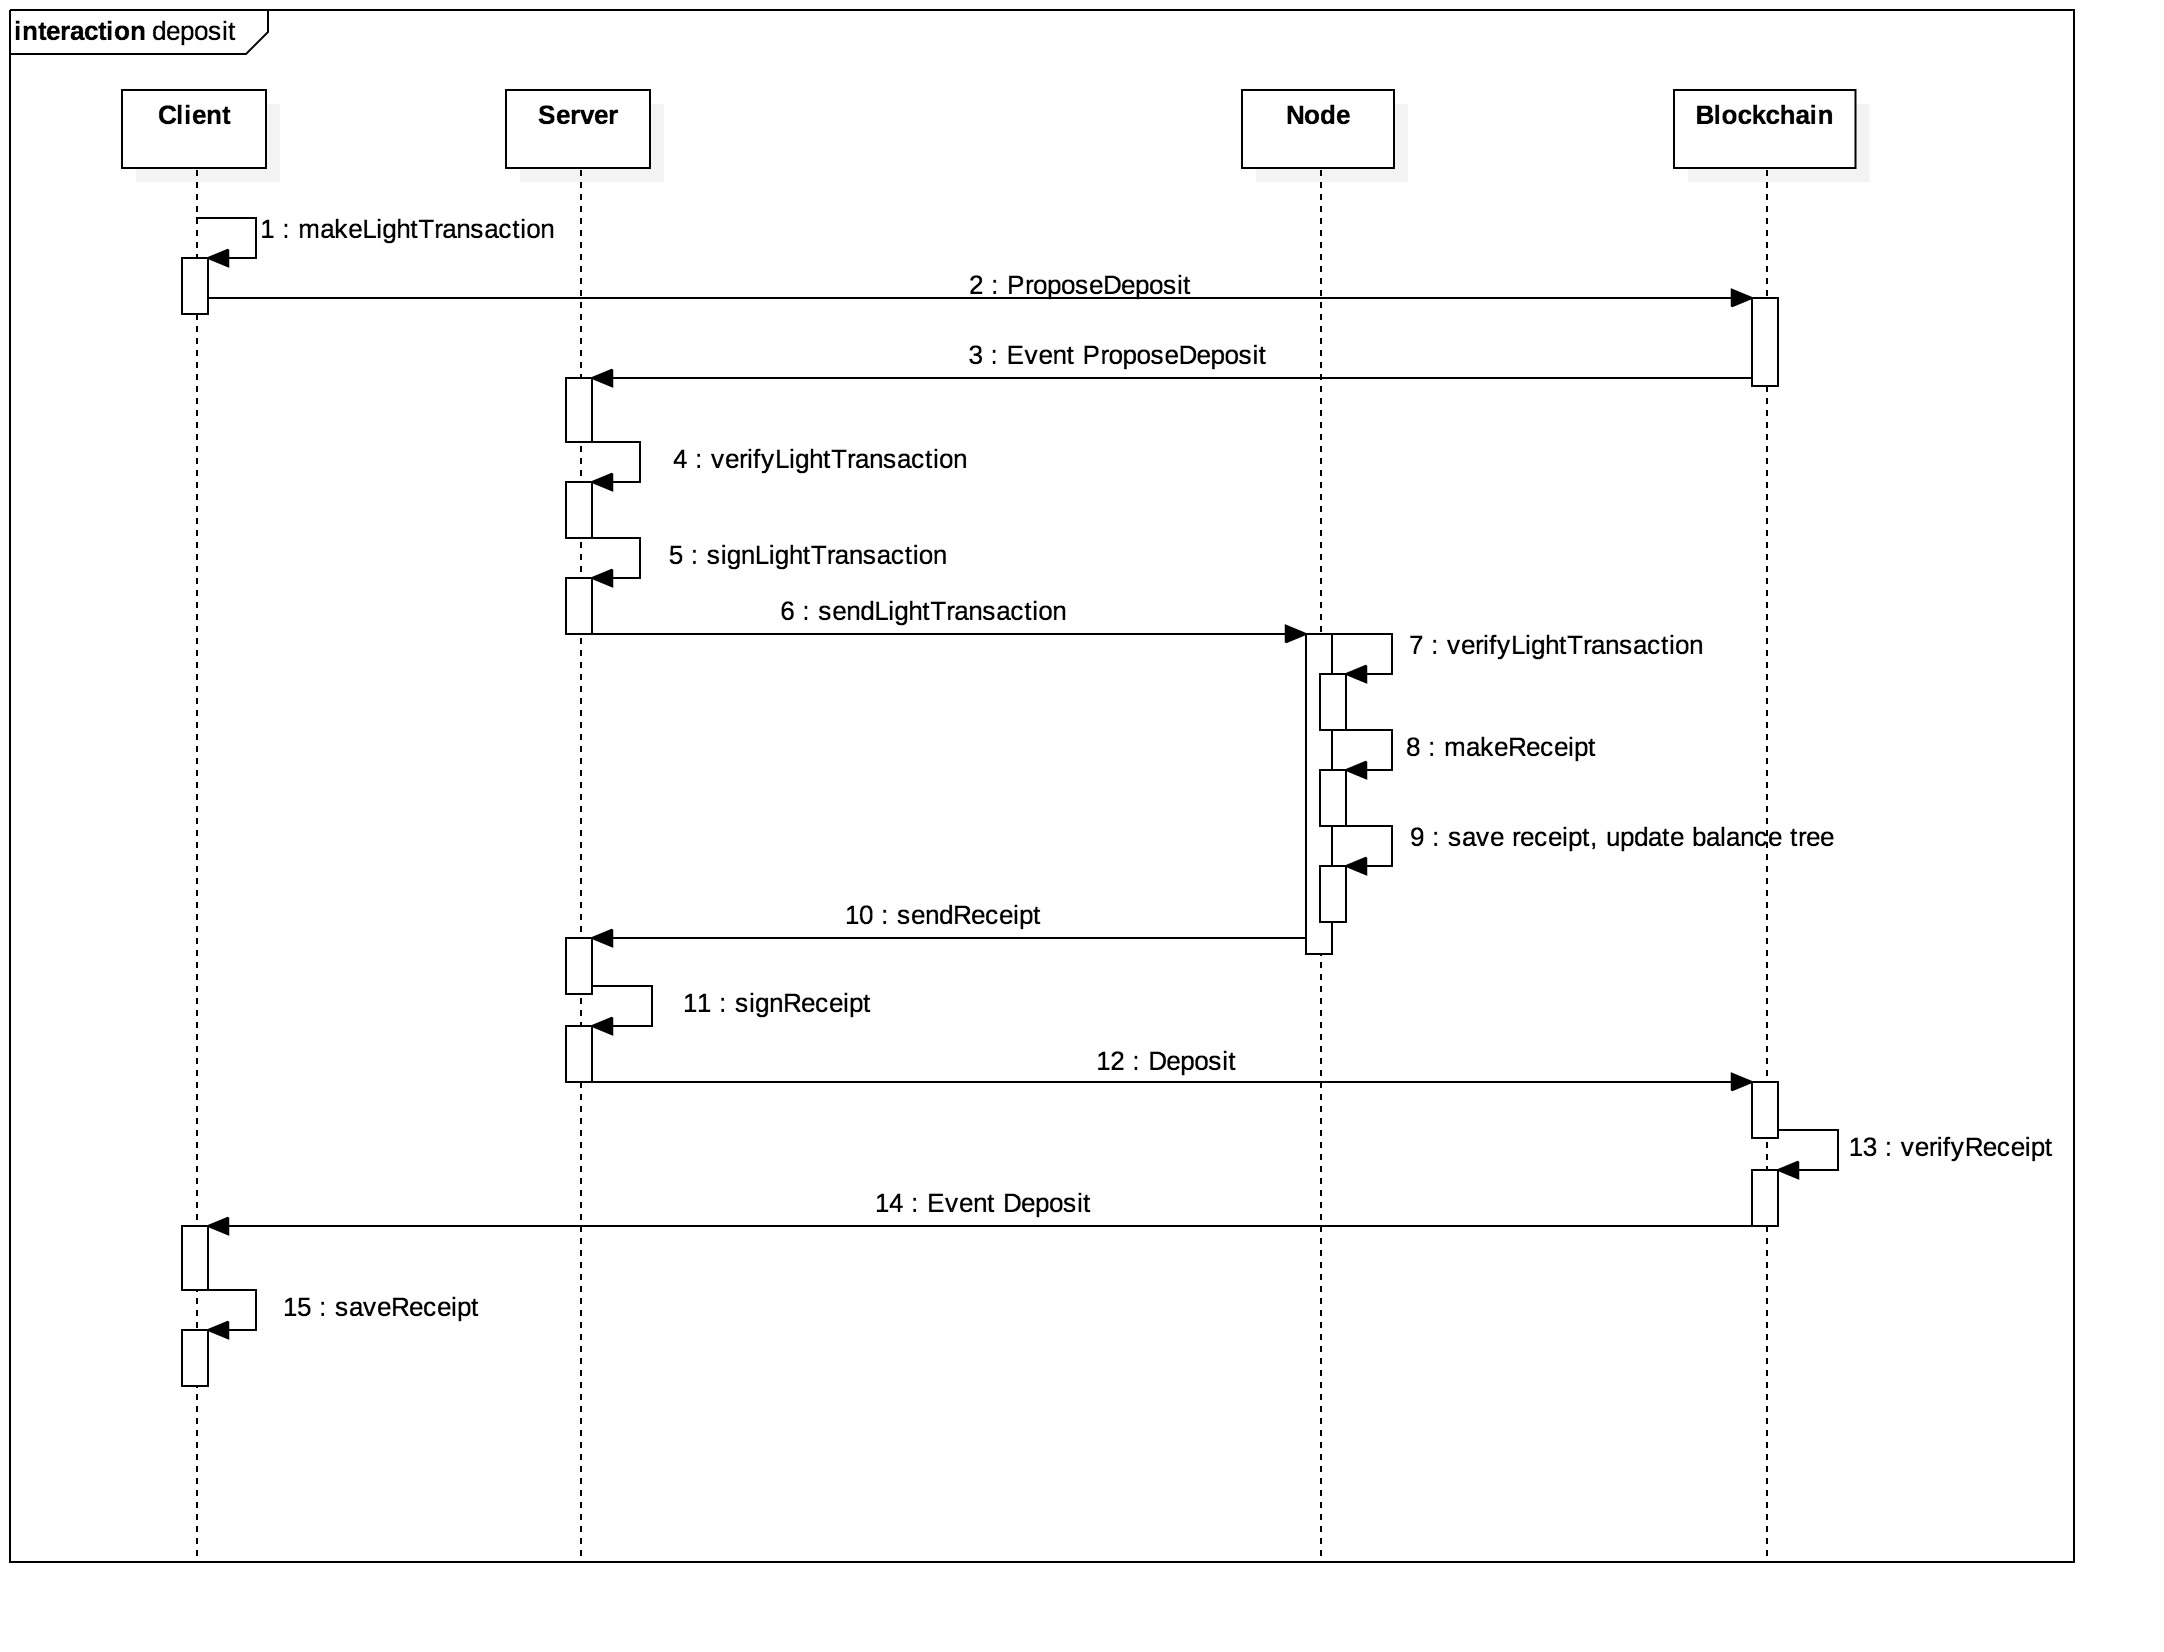 interaction deposit
Client
Server
Node
Blockchain
1 : makeLightTransaction
2 : ProposeDeposit
3 : Event ProposeDeposit
4 : verifyLightTransaction
5 : signLightTransaction
6 : sendLightTransaction
7 : verifyLightTransaction
8 : makeReceipt
9 : save receipt, update balance tree
10 : sendReceipt
11 : signReceipt
12 : Deposit
13 : verifyReceipt
14 : Event Deposit
15 : saveReceipt